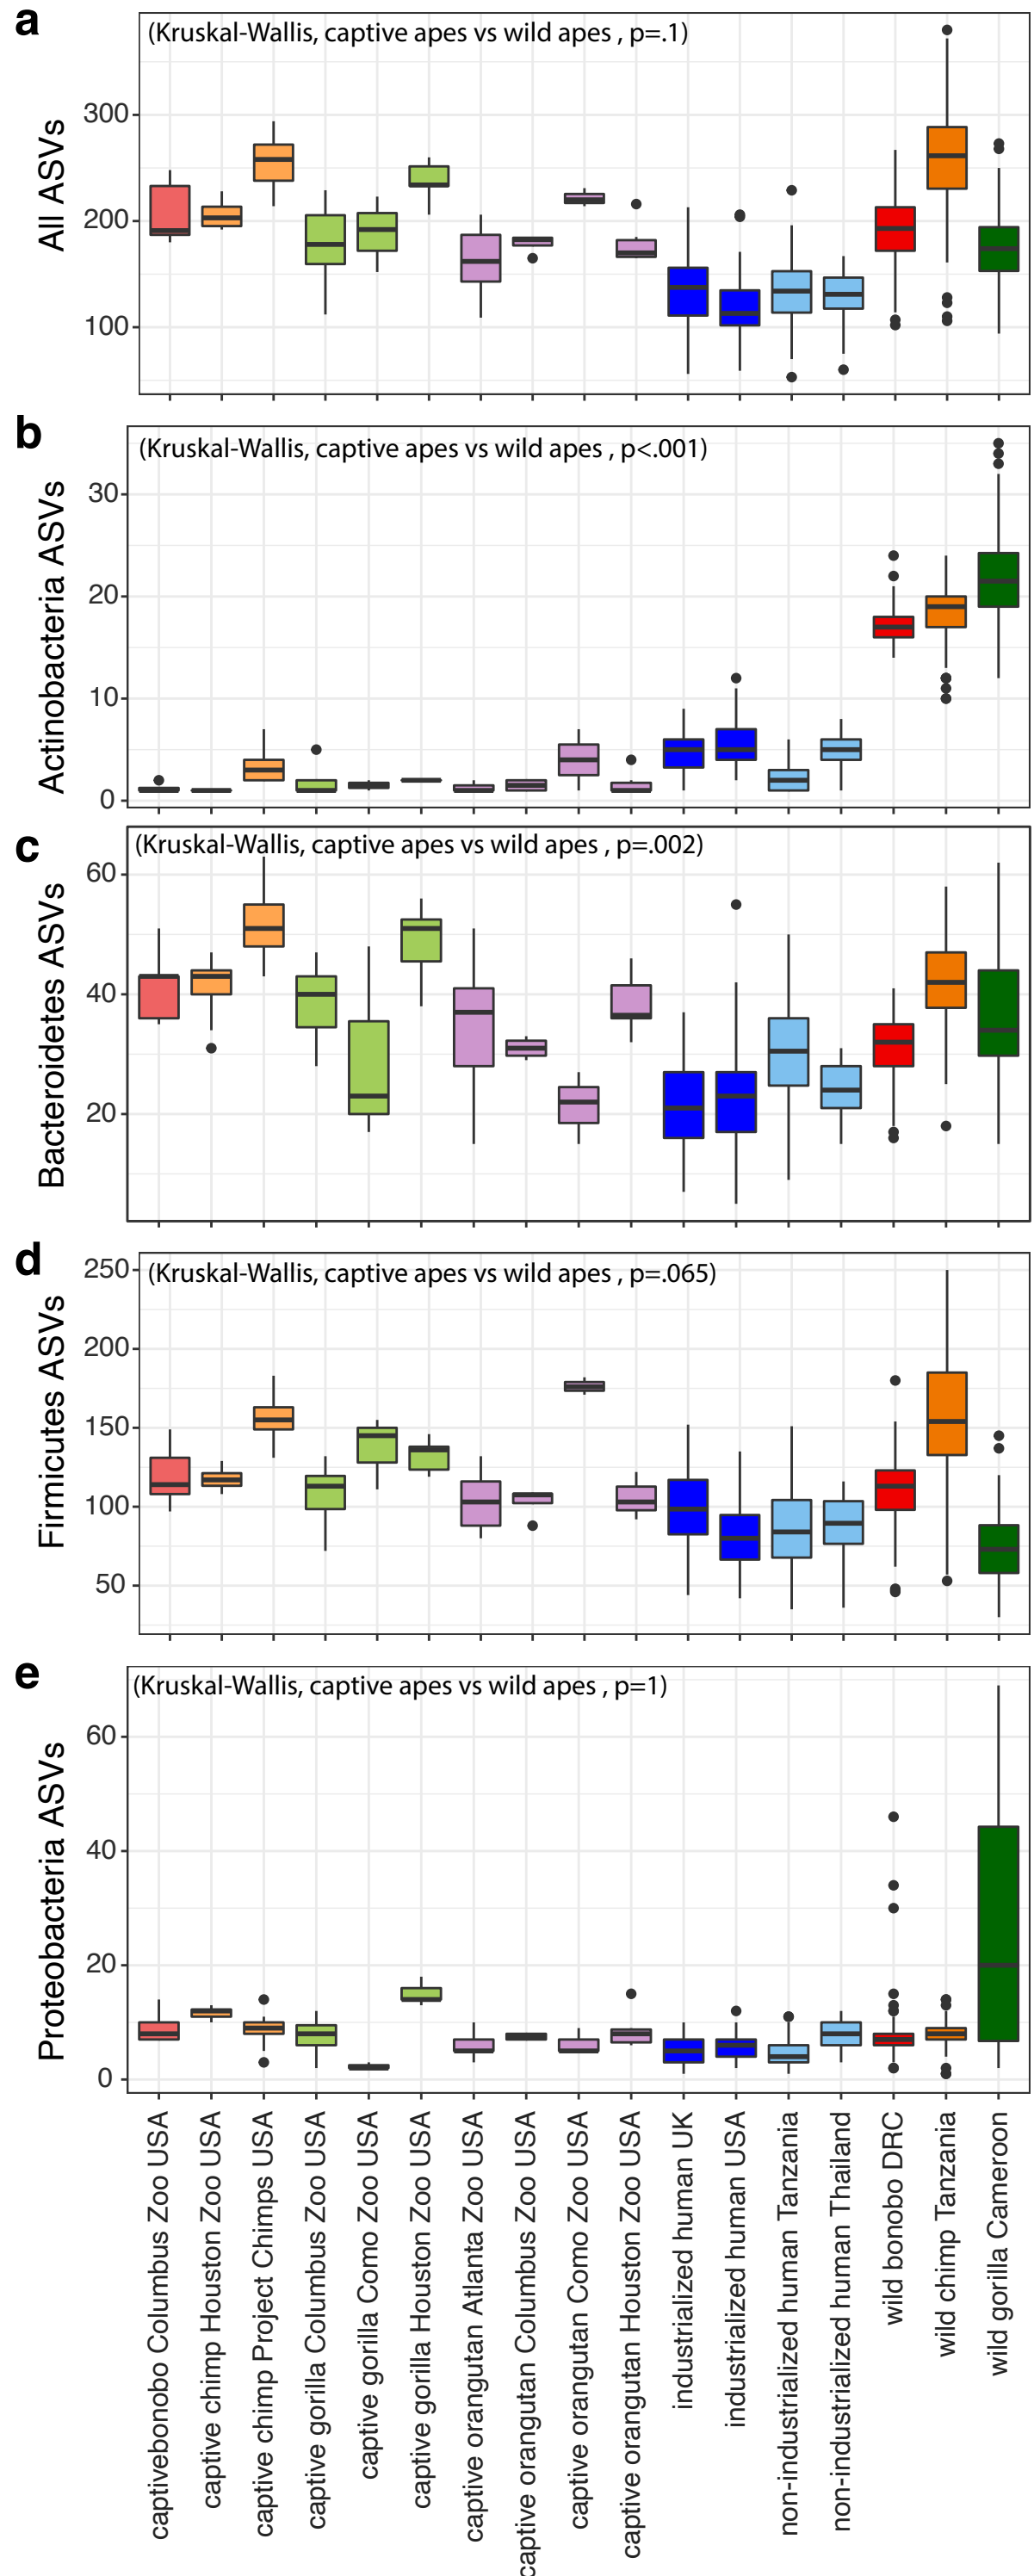 a
(Kruskal-Wallis, captive apes vs wild apes , p=.1)
All ASVs
300
200
100
b
(Kruskal-Wallis, captive apes vs wild apes , p<.001)
Actinobacteria ASVs
30
20
10
0
c
(Kruskal-Wallis, captive apes vs wild apes , p=.002)
Bacteroidetes ASVs
60
40
20
d
(Kruskal-Wallis, captive apes vs wild apes , p=.065)
Firmicutes ASVs
250
200
150
100
50
e
(Kruskal-Wallis, captive apes vs wild apes , p=1)
Proteobacteria ASVs
60
40
20
0
captivebonobo Columbus Zoo USA
captive chimp Houston Zoo USA
captive chimp Project Chimps USA
captive gorilla Columbus Zoo USA
captive gorilla Como Zoo USA
captive gorilla Houston Zoo USA
captive orangutan Atlanta Zoo USA
captive orangutan Columbus Zoo USA
captive orangutan Como Zoo USA
captive orangutan Houston Zoo USA
industrialized human UK
industrialized human USA
non-industrialized human Tanzania
non-industrialized human Thailand
wild bonobo DRC
wild chimp Tanzania
wild gorilla Cameroon